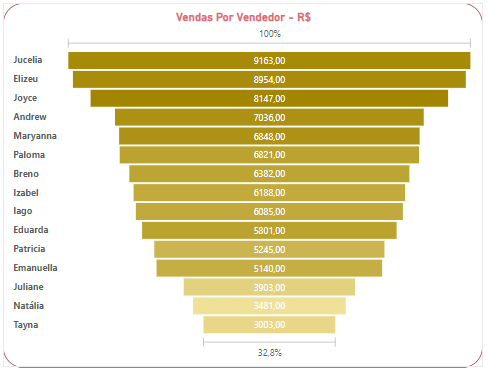 Vendas Por Vendedor - R$
100%
Jucelia 9163,00
Elizeu 8954,00
Joyce 8147,00
Andrew 7036,00
Maryanna 6848,00
Paloma 6821,00
Breno 6382,00
Izabel 6188,00
Iago 6085,00
Eduarda 5801,00
Patricia 5245,00
Emanuella 5140,00
Juliane 3903,00
Natália 3481,00
Tayna 3003,00
32,8%